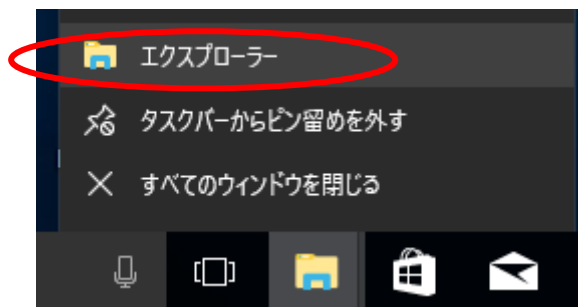 エクスプローラー
タスクバーからピン留めを外す
すべてのウィンドウを閉じる